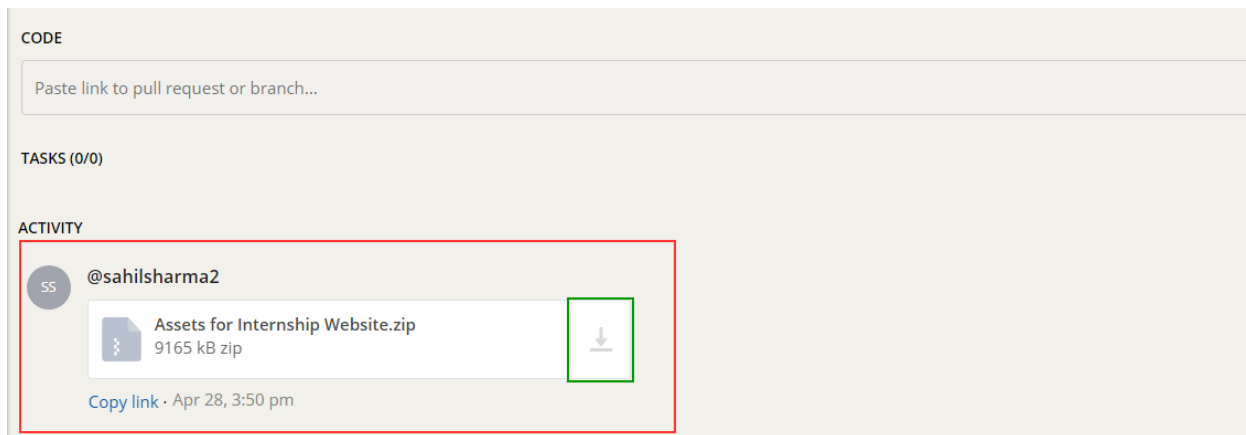 CODE
Paste link to pull request or branch...
TASKS (0/0)
ACTIVITY
SS
@sahilsharma2
Assets for Internship Website.zip
9165 kB zip
Copy link · Apr 28, 3:50 pm